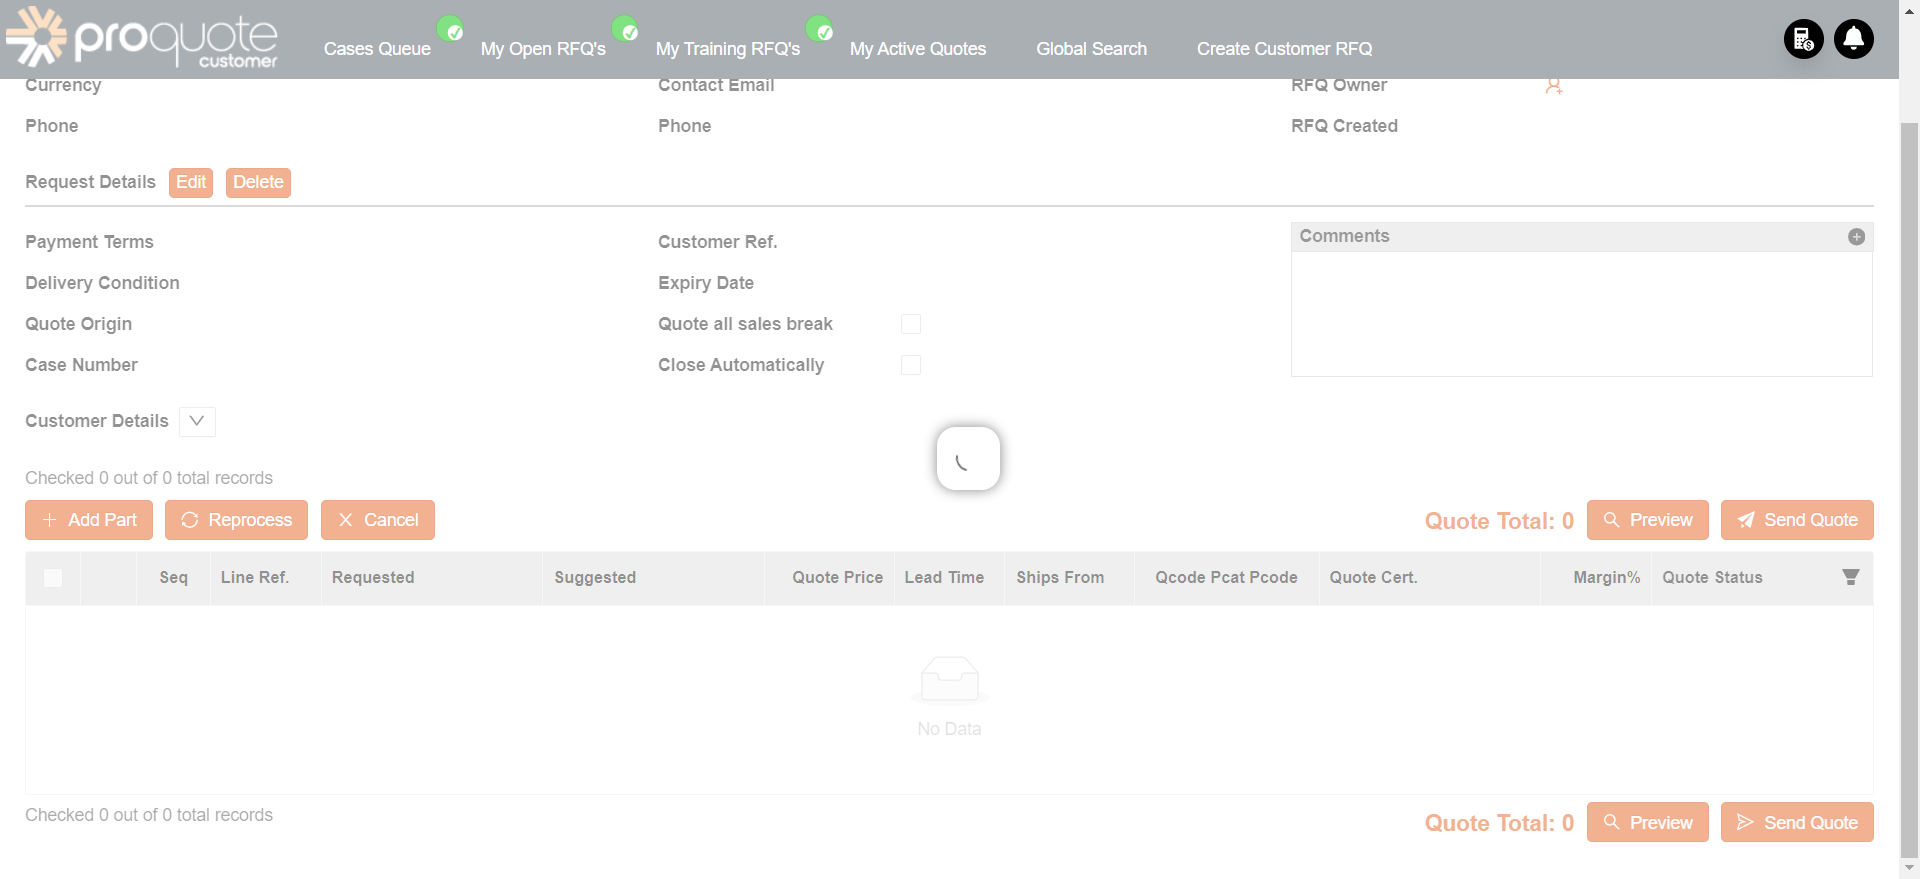 proquote customer
Cases Queue My Open RFQ's My Training RFQ's My Active Quotes Global Search Create Customer RFQ
Currency Contact Email RFQ Owner
Phone Phone RFQ Created
Request Details Edit Delete
Payment Terms Customer Ref. Comments
Delivery Condition Expiry Date
Quote Origin Quote all sales break
Case Number Close Automatically
Customer Details
Checked 0 out of 0 total records
Add Part Reprocess Cancel Quote Total: 0 Preview Send Quote
Seq Line Ref. Requested Suggested Quote Price Lead Time Ships From Qcode Pcat Pcode Quote Cert. Margin% Quote Status
No Data
Checked 0 out of 0 total records
Quote Total: 0 Preview Send Quote